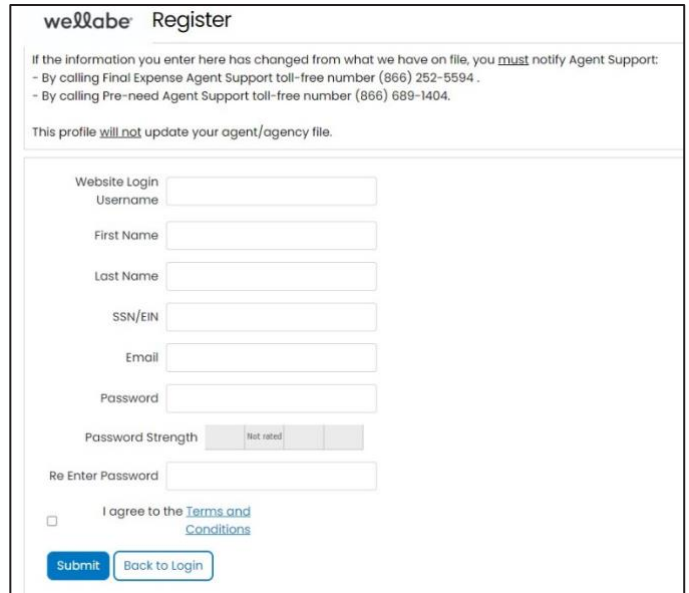 wellabe Register
If the information you enter here has changed from what we have on file, you must notify Agent Support:
- By calling Final Expense Agent Support toll-free number (866) 252-5594 .
- By calling Pre-need Agent Support toll-free number (866) 689-1404.
This profile will not update your agent/agency file.
Website Login
Username
First Name
Last Name
SSN/EIN
Email
Password
Password Strength Not rated
Re Enter Password
I agree to the Terms and
Conditions
Submit Back to Login